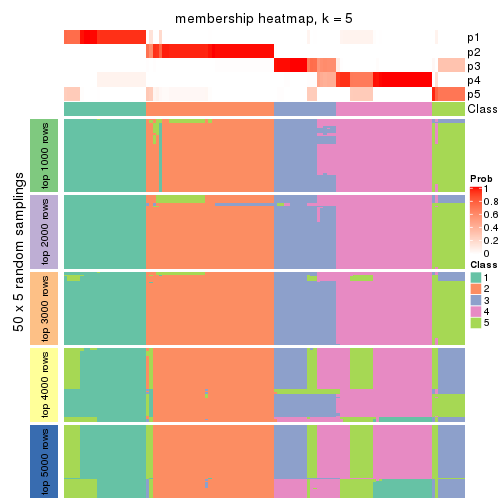 membership heatmap, k = 5
p1
p2
p3
p4
p5
Class
50 x 5 random samplings
top 1000 rows
top 2000 rows
top 3000 rows
top 4000 rows
top 5000 rows
Prob
1
0.8
0.6
0.4
0.2
0
Class
1
2
3
4
5